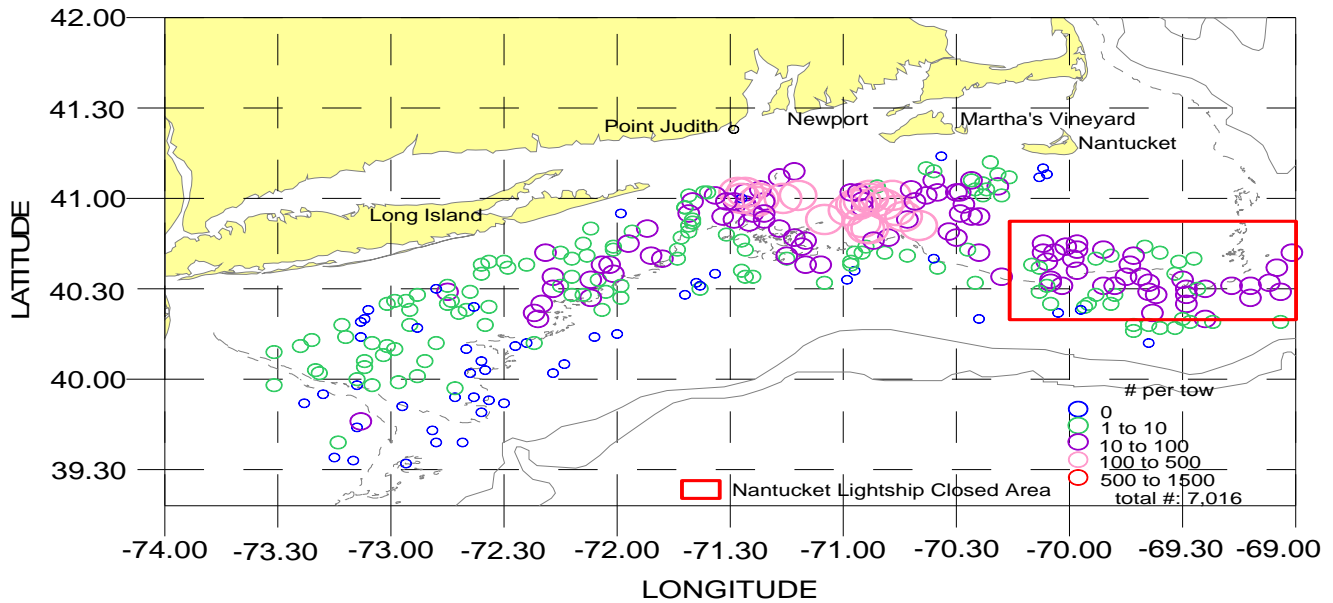 42.00
41.30
41.00
40.30
40.00
39.30
LATITUDE
Point Judith
Newport
Martha's Vineyard
Nantucket
Long Island
# per tow
0
1 to 10
10 to 100
100 to 500
500 to 1500
total #: 7,016
Nantucket Lightship Closed Area
-74.00 -73.30 -73.00 -72.30 -72.00 -71.30 -71.00 -70.30 -70.00 -69.30 -69.00
LONGITUDE